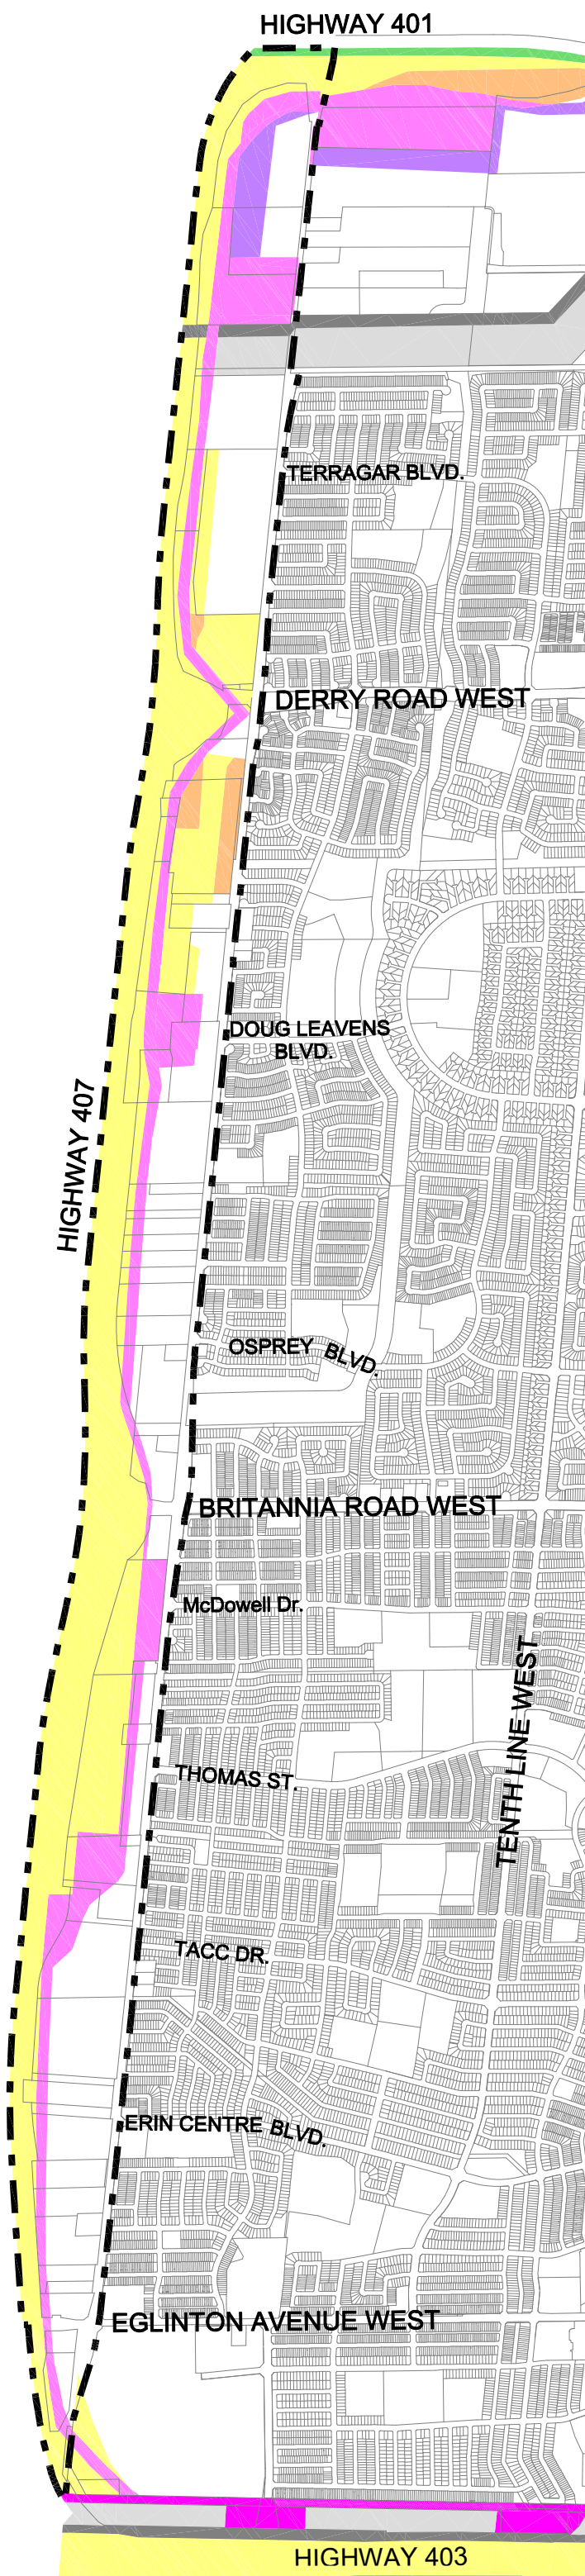 HIGHWAY 401
TERRAGAR BLVD.
DERRY ROAD WEST
DOUG LEAVENS
BLVD.
HIGHWAY 407
OSPREY BLVD.
BRITANNIA ROAD WEST
McDowell Dr.
TENTH LINE WEST
THOMAS ST.
TACC DR.
ERIN CENTRE BLVD.
EGLINTON AVENUE WEST
HIGHWAY 403